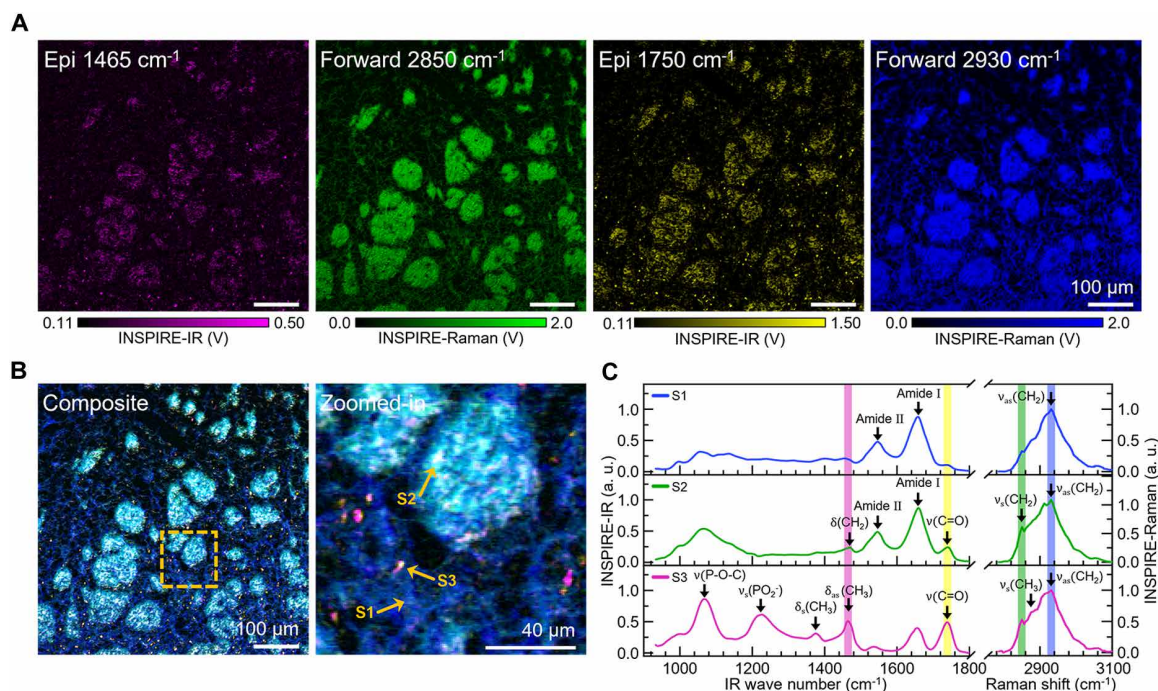 A
Epi 1465 cm⁻¹
Forward 2850 cm⁻¹
Epi 1750 cm⁻¹
Forward 2930 cm⁻¹
100 µm
0.11 0.50
INSPIRE-IR (V)
0.0 2.0
INSPIRE-Raman (V)
0.11 1.50
INSPIRE-IR (V)
0.0 2.0
INSPIRE-Raman (V)
B
Composite
100 µm
Zoomed-in
S2
S3
S1
40 µm
C
S1
Amide II
Amide I
νas(CH₂)
S2
δ(CH₂)
Amide II
Amide I
ν(C=O)
νs(CH₂)
νas(CH₂)
S3
ν(P-O-C)
νs(PO₂⁻)
δs(CH₃)
δas(CH₃)
ν(C=O)
νs(CH₃)
νas(CH₂)
INSPIRE-IR (a. u.)
1.0
0.5
0.0
1.0
0.5
0.0
1.0
0.5
0.0
1.0
0.5
0.0
1.0
0.5
0.0
1.0
0.5
0.0
INSPIRE-Raman (a. u.)
1000 1200 1400 1600 1800
2900 3100
IR wave number (cm⁻¹)
Raman shift (cm⁻¹)